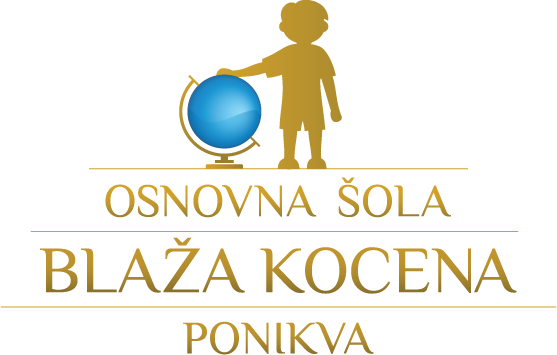 OSNOVNA ŠOLA
BLAŽA KOCENA
PONIKVA